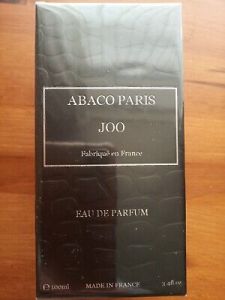 ABACO PARIS
JOO
Fabriqué en France
EAU DE PARFUM
℮100ml MADE IN FRANCE 3.4fl.oz